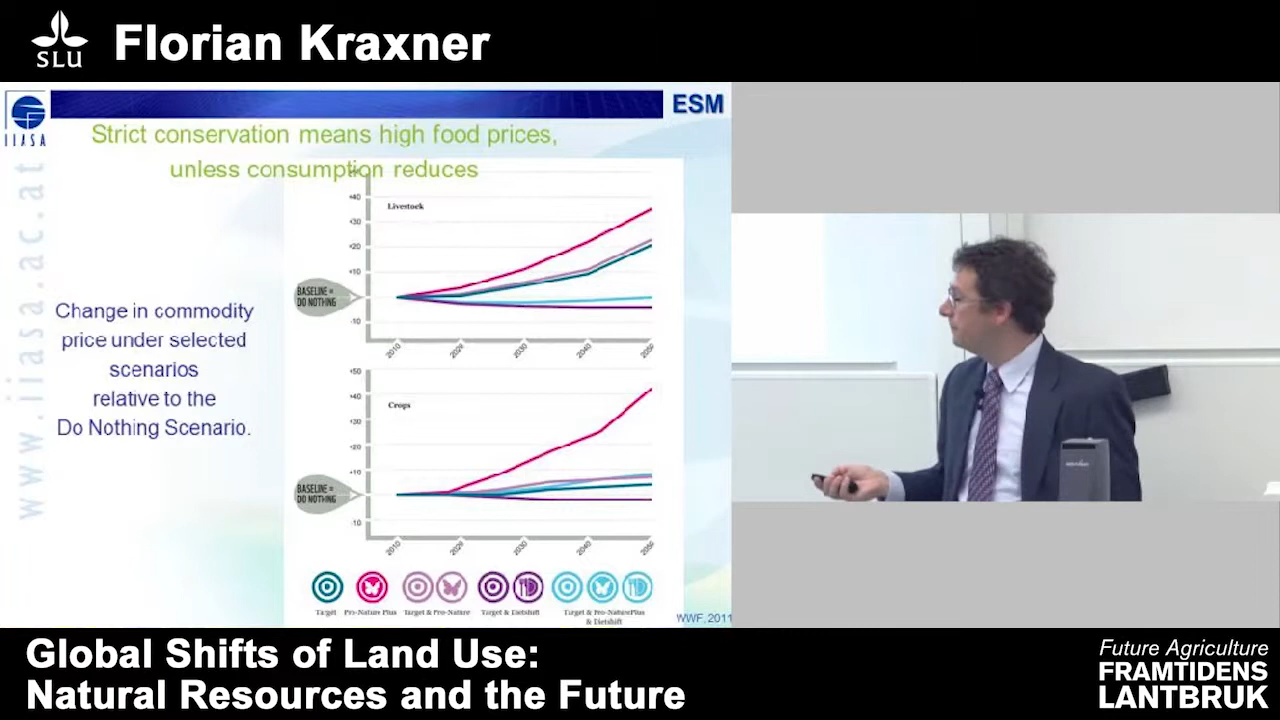 SLU
Florian Kraxner
IIASA
ESM
www.iiasa.ac.at
Strict conservation means high food prices,
unless consumption reduces
Change in commodity
price under selected
scenarios
relative to the
Do Nothing Scenario.
Livestock
+40
+30
+20
+10
BASELINE =
DO NOTHING
-10
2010
2020
2030
2040
2050
Crops
+50
+40
+30
+20
+10
BASELINE =
DO NOTHING
-10
2010
2020
2030
2040
2050
Target
Pro-Nature Plus
Target & Pro-Nature
Target & Dietshift
Target & Pro-NaturePlus
& Dietshift
WWF, 2011
Global Shifts of Land Use:
Natural Resources and the Future
Future Agriculture
FRAMTIDENS
LANTBRUK